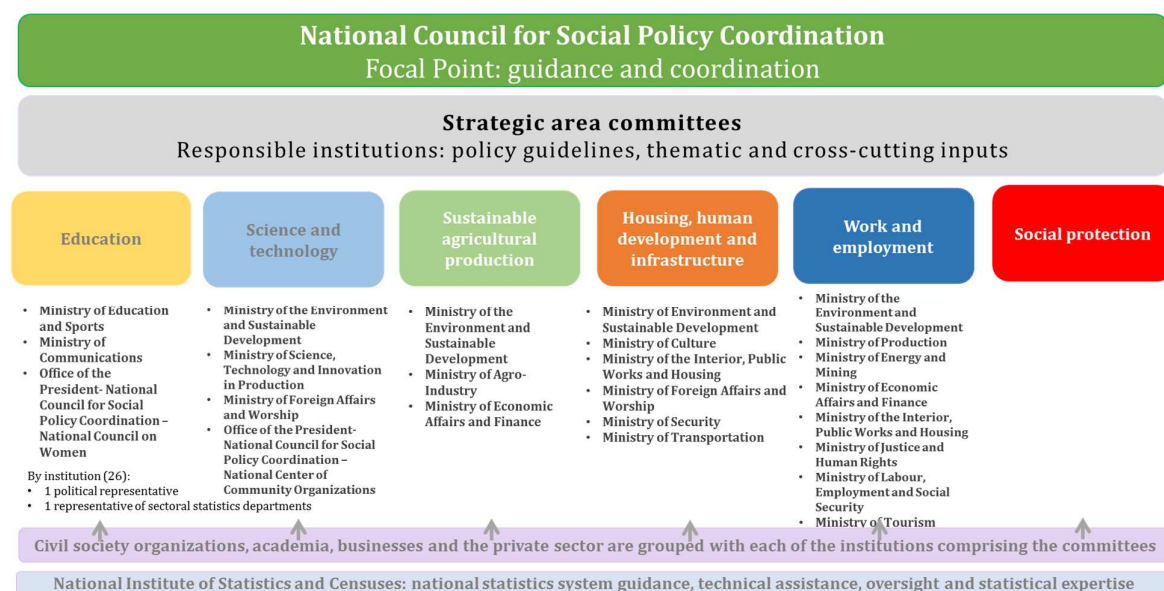 National Council for Social Policy Coordination
Focal Point: guidance and coordination
Strategic area committees
Responsible institutions: policy guidelines, thematic and cross-cutting inputs
Education
Science and
technology
Sustainable
agricultural
production
Housing, human
development and
infrastructure
Work and
employment
Social protection
• Ministry of Education
and Sports
• Ministry of
Communications
• Office of the
President- National
Council for Social
Policy Coordination –
National Council on
Women
By institution (26):
• 1 political representative
• 1 representative of sectoral statistics departments
• Ministry of the Environment
and Sustainable
Development
• Ministry of Science,
Technology and Innovation
in Production
• Ministry of Foreign Affairs
and Worship
• Office of the President-
National Council for Social
Policy Coordination –
National Center of
Community Organizations
• Ministry of the
Environment and
Sustainable
Development
• Ministry of Agro-
Industry
• Ministry of Economic
Affairs and Finance
• Ministry of Environment and
Sustainable Development
• Ministry of Culture
• Ministry of the Interior, Public
Works and Housing
• Ministry of Foreign Affairs and
Worship
• Ministry of Security
• Ministry of Transportation
• Ministry of the
Environment and
Sustainable Development
• Ministry of Production
• Ministry of Energy and
Mining
• Ministry of Economic
Affairs and Finance
• Ministry of the Interior,
Public Works and Housing
• Ministry of Justice and
Human Rights
• Ministry of Labour,
Employment and Social
Security
• Ministry of Tourism
Civil society organizations, academia, businesses and the private sector are grouped with each of the institutions comprising the committees
National Institute of Statistics and Censuses: national statistics system guidance, technical assistance, oversight and statistical expertise